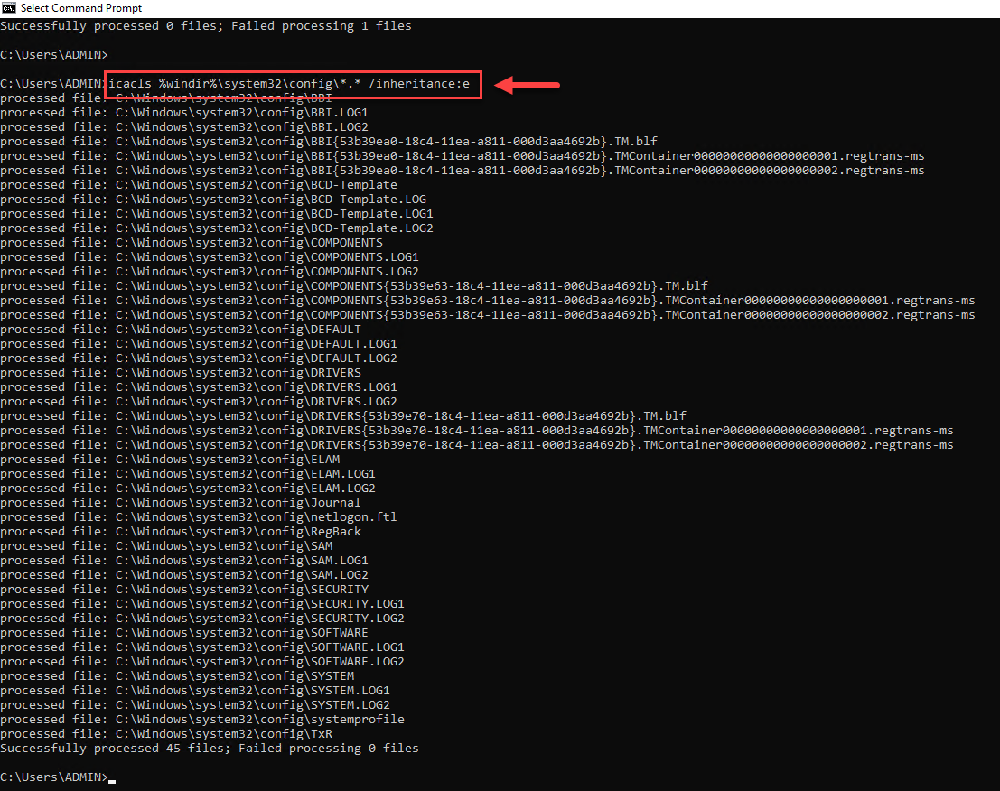 Select Command Prompt
Successfully processed 0 files; Failed processing 1 files
C:\Users\ADMIN>
C:\Users\ADMIN>icacls %windir%\system32\config\*.* /inheritance:e
processed file: C:\Windows\system32\config\BBI
processed file: C:\Windows\system32\config\BBI.LOG1
processed file: C:\Windows\system32\config\BBI.LOG2
processed file: C:\Windows\system32\config\BBI{53b39ea0-18c4-11ea-a811-000d3aa4692b}.TM.blf
processed file: C:\Windows\system32\config\BBI{53b39ea0-18c4-11ea-a811-000d3aa4692b}.TMContainer00000000000000000001.regtrans-ms
processed file: C:\Windows\system32\config\BBI{53b39ea0-18c4-11ea-a811-000d3aa4692b}.TMContainer00000000000000000002.regtrans-ms
processed file: C:\Windows\system32\config\BCD-Template
processed file: C:\Windows\system32\config\BCD-Template.LOG
processed file: C:\Windows\system32\config\BCD-Template.LOG1
processed file: C:\Windows\system32\config\BCD-Template.LOG2
processed file: C:\Windows\system32\config\COMPONENTS
processed file: C:\Windows\system32\config\COMPONENTS.LOG1
processed file: C:\Windows\system32\config\COMPONENTS.LOG2
processed file: C:\Windows\system32\config\COMPONENTS{53b39e63-18c4-11ea-a811-000d3aa4692b}.TM.blf
processed file: C:\Windows\system32\config\COMPONENTS{53b39e63-18c4-11ea-a811-000d3aa4692b}.TMContainer00000000000000000001.regtrans-ms
processed file: C:\Windows\system32\config\COMPONENTS{53b39e63-18c4-11ea-a811-000d3aa4692b}.TMContainer00000000000000000002.regtrans-ms
processed file: C:\Windows\system32\config\DEFAULT
processed file: C:\Windows\system32\config\DEFAULT.LOG1
processed file: C:\Windows\system32\config\DEFAULT.LOG2
processed file: C:\Windows\system32\config\DRIVERS
processed file: C:\Windows\system32\config\DRIVERS.LOG1
processed file: C:\Windows\system32\config\DRIVERS.LOG2
processed file: C:\Windows\system32\config\DRIVERS{53b39e70-18c4-11ea-a811-000d3aa4692b}.TM.blf
processed file: C:\Windows\system32\config\DRIVERS{53b39e70-18c4-11ea-a811-000d3aa4692b}.TMContainer00000000000000000001.regtrans-ms
processed file: C:\Windows\system32\config\DRIVERS{53b39e70-18c4-11ea-a811-000d3aa4692b}.TMContainer00000000000000000002.regtrans-ms
processed file: C:\Windows\system32\config\ELAM
processed file: C:\Windows\system32\config\ELAM.LOG1
processed file: C:\Windows\system32\config\ELAM.LOG2
processed file: C:\Windows\system32\config\Journal
processed file: C:\Windows\system32\config\netlogon.ftl
processed file: C:\Windows\system32\config\RegBack
processed file: C:\Windows\system32\config\SAM
processed file: C:\Windows\system32\config\SAM.LOG1
processed file: C:\Windows\system32\config\SAM.LOG2
processed file: C:\Windows\system32\config\SECURITY
processed file: C:\Windows\system32\config\SECURITY.LOG1
processed file: C:\Windows\system32\config\SECURITY.LOG2
processed file: C:\Windows\system32\config\SOFTWARE
processed file: C:\Windows\system32\config\SOFTWARE.LOG1
processed file: C:\Windows\system32\config\SOFTWARE.LOG2
processed file: C:\Windows\system32\config\SYSTEM
processed file: C:\Windows\system32\config\SYSTEM.LOG1
processed file: C:\Windows\system32\config\SYSTEM.LOG2
processed file: C:\Windows\system32\config\systemprofile
processed file: C:\Windows\system32\config\TxR
Successfully processed 45 files; Failed processing 0 files
C:\Users\ADMIN>